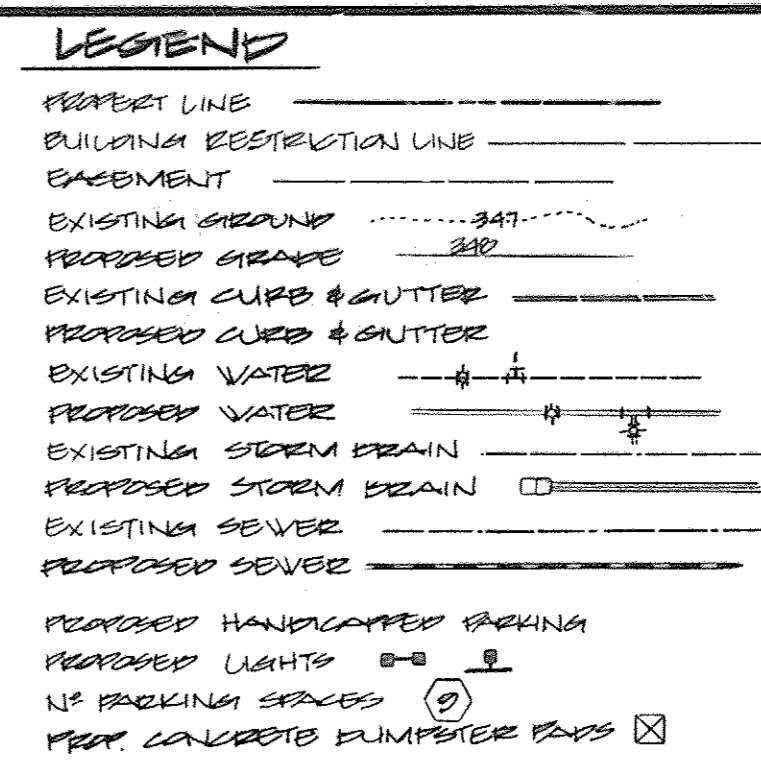 LEGEND
PROPERT LINE
BUILDING RESTRICTION LINE
EASEMENT
EXISTING GROUND 347
PROPOSED GRADE 348
EXISTING CURB & GUTTER
PROPOSED CURB & GUTTER
EXISTING WATER
PROPOSED WATER
EXISTING STORM DRAIN
PROPOSED STORM DRAIN
EXISTING SEWER
PROPOSED SEWER
PROPOSED HANDICAPPED PARKING
PROPOSED LIGHTS
Nº PARKING SPACES 9
PROP. CONCRETE DUMPSTER PADS